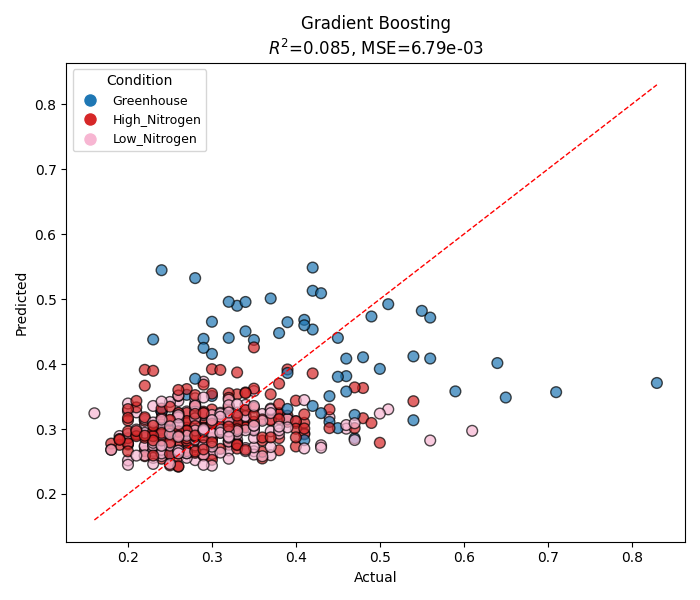 Gradient Boosting
R²=0.085, MSE=6.79e-03
Condition
Greenhouse
High_Nitrogen
Low_Nitrogen
0.8
0.7
0.6
0.5
0.4
0.3
0.2
Predicted
0.2 0.3 0.4 0.5 0.6 0.7 0.8
Actual